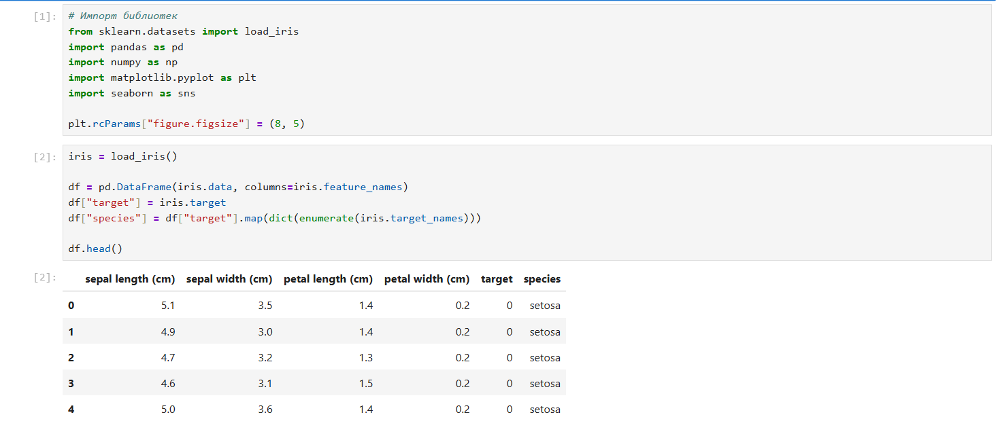 [1]: # Импорт библиотек
from sklearn.datasets import load_iris
import pandas as pd
import numpy as np
import matplotlib.pyplot as plt
import seaborn as sns
plt.rcParams["figure.figsize"] = (8, 5)
[2]: iris = load_iris()
df = pd.DataFrame(iris.data, columns=iris.feature_names)
df["target"] = iris.target
df["species"] = df["target"].map(dict(enumerate(iris.target_names)))
df.head()
[2]: sepal length (cm) sepal width (cm) petal length (cm) petal width (cm) target species
0 5.1 3.5 1.4 0.2 0 setosa
1 4.9 3.0 1.4 0.2 0 setosa
2 4.7 3.2 1.3 0.2 0 setosa
3 4.6 3.1 1.5 0.2 0 setosa
4 5.0 3.6 1.4 0.2 0 setosa